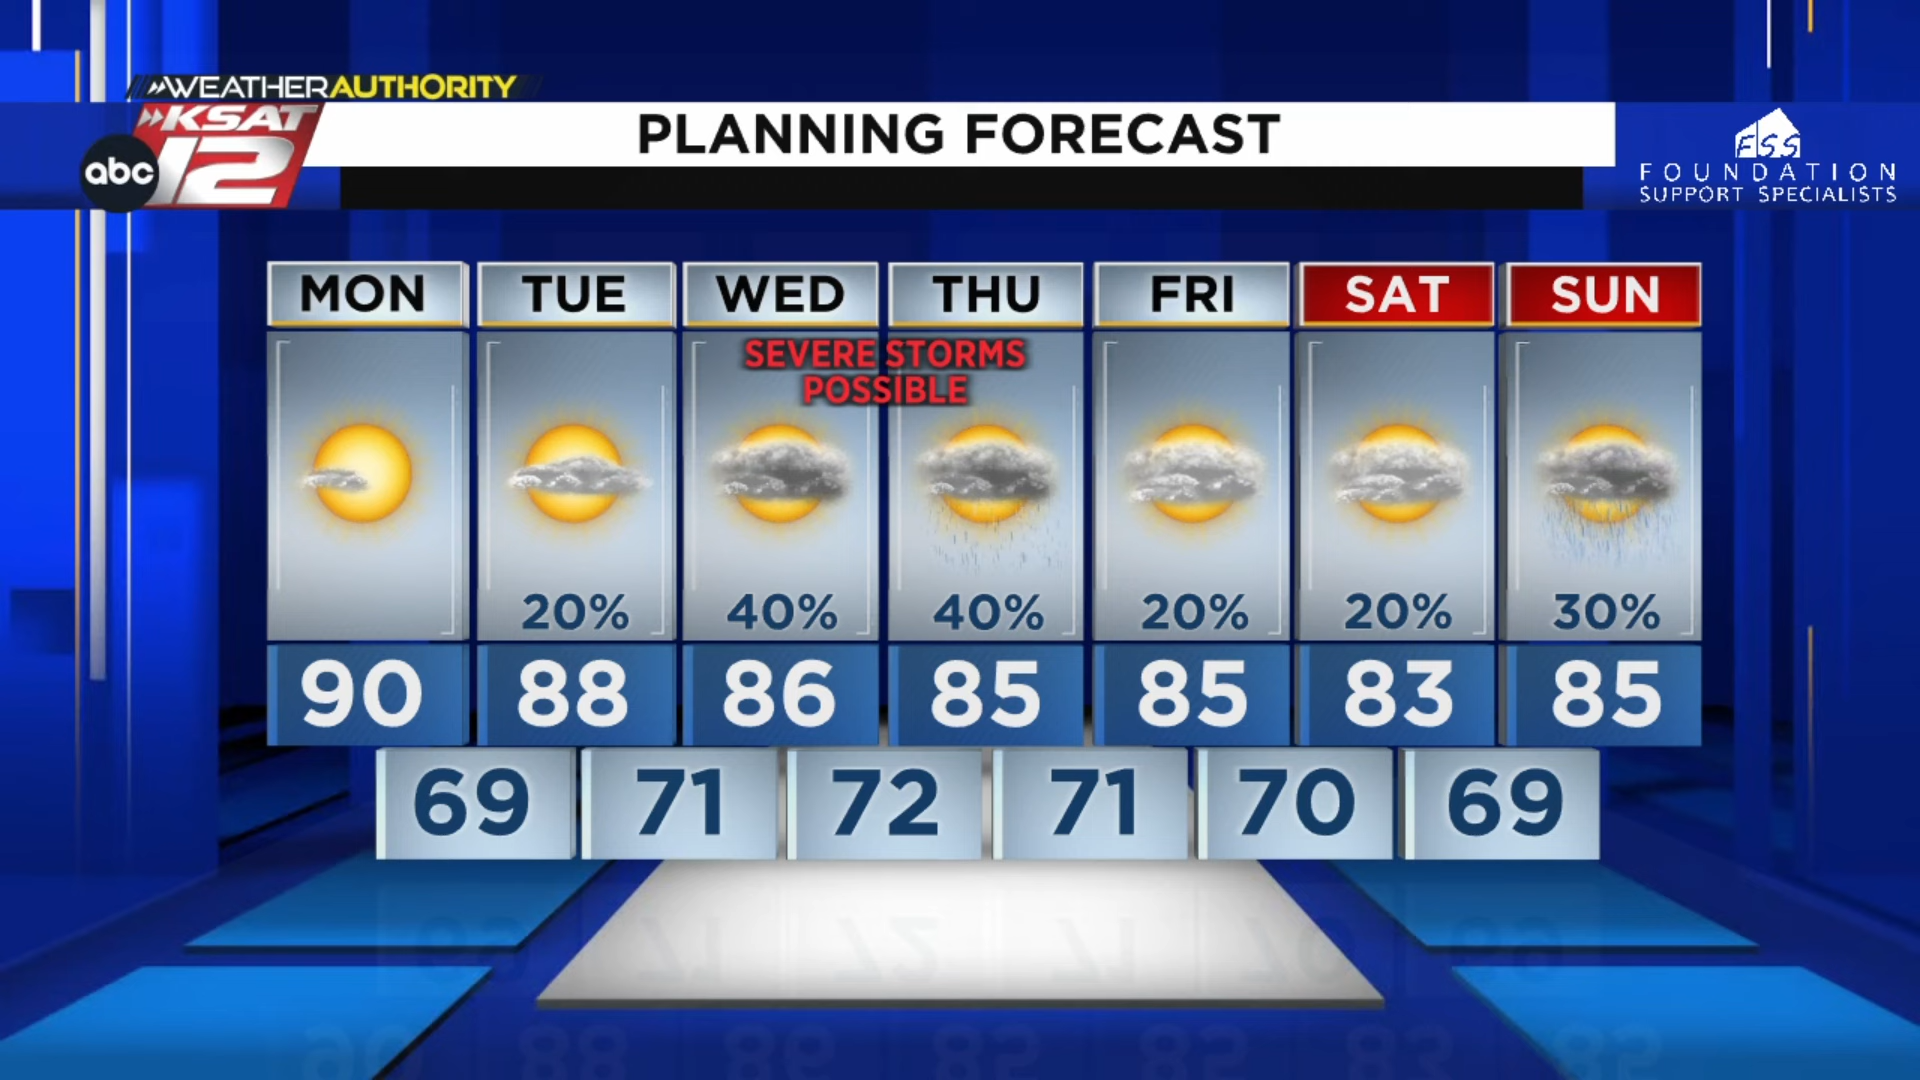 WEATHERAUTHORITY
KSAT
abc 12
PLANNING FORECAST
FSS
FOUNDATION
SUPPORT SPECIALISTS
MON TUE WED THU FRI SAT SUN
SEVERE STORMS
POSSIBLE
20% 40% 40% 20% 20% 30%
90 88 86 85 85 83 85
69 71 72 71 70 69